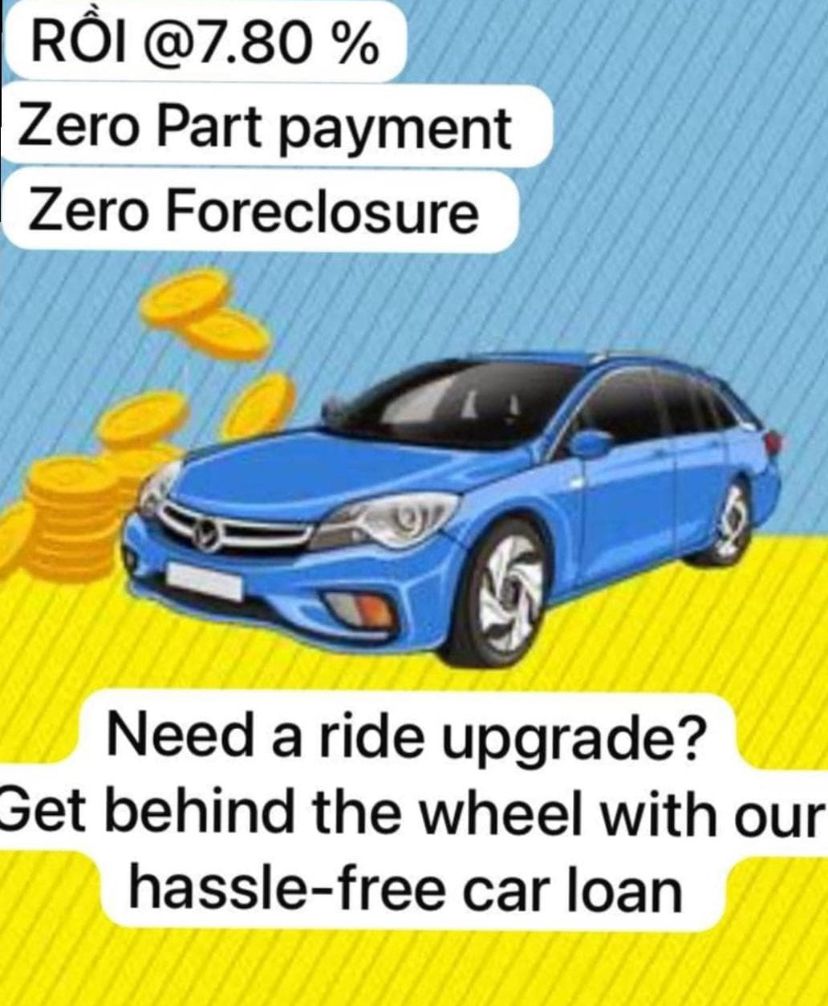 RỒI @7.80 %
Zero Part payment
Zero Foreclosure
Need a ride upgrade?
Get behind the wheel with our
hassle-free car loan